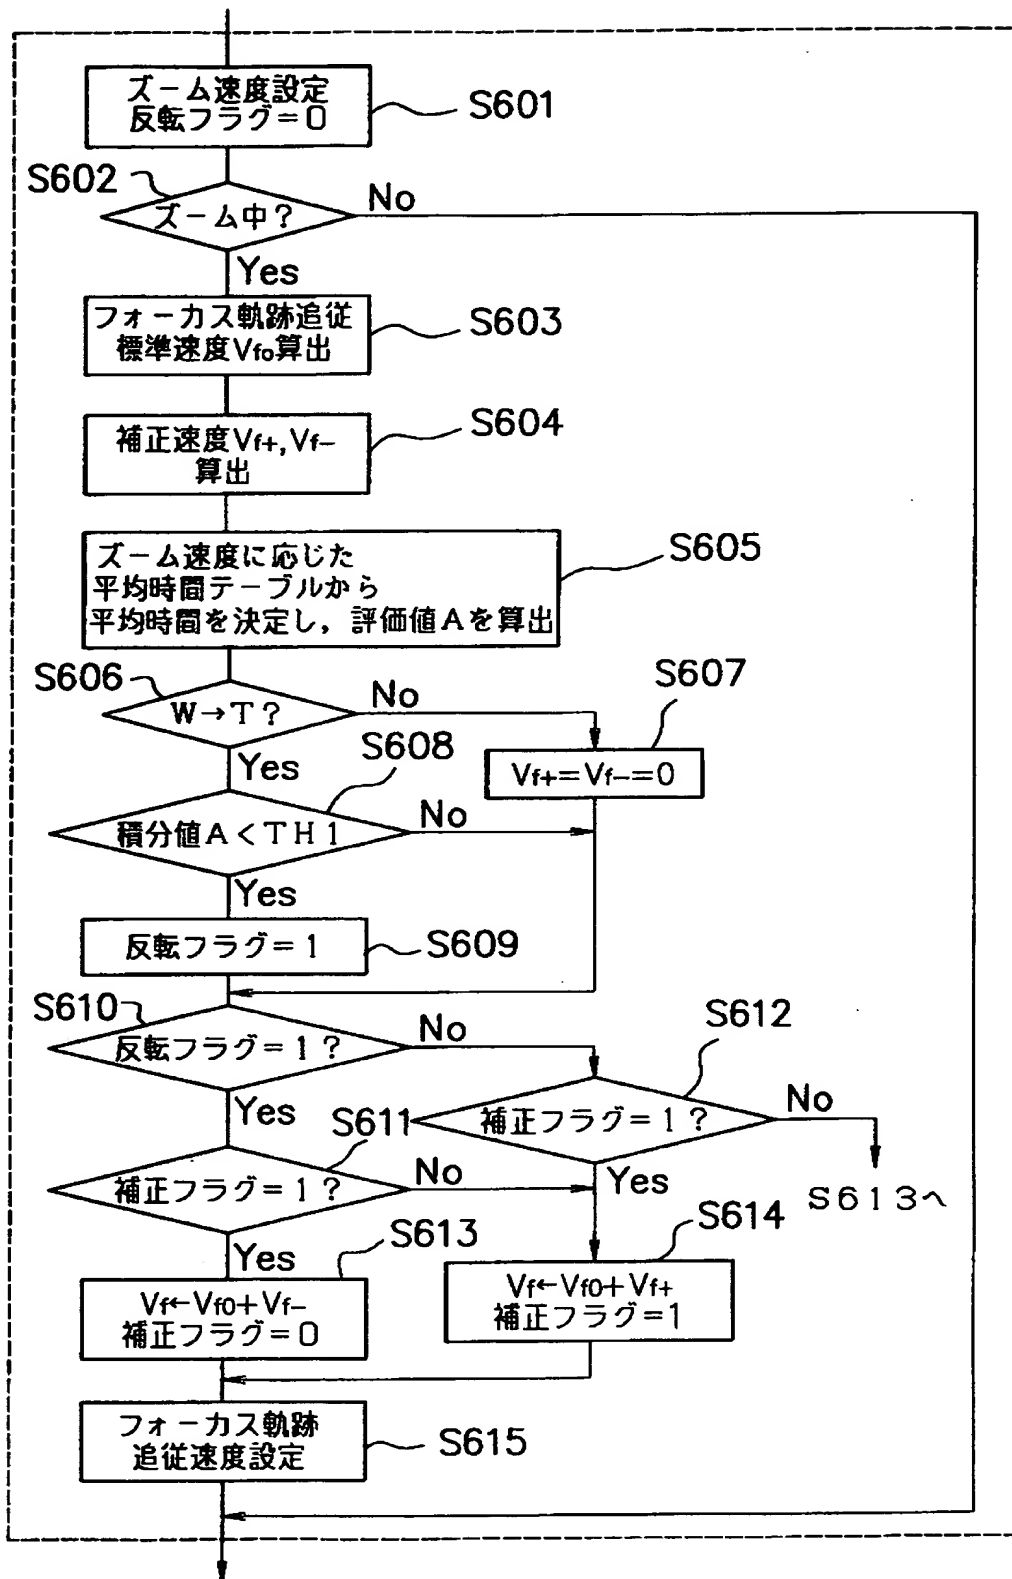 ズーム速度設定
反転フラグ=0
S601
S602
ズーム中?
No
Yes
フォーカス軌跡追従
標準速度Vfo算出
S603
補正速度Vf+,Vf−
算出
S604
ズーム速度に応じた
平均時間テーブルから
平均時間を決定し,評価値Aを算出
S605
S606
W→T?
No
S607
Vf+=Vf−=0
Yes
S608
積分値A<TH1
No
Yes
反転フラグ=1
S609
S610
反転フラグ=1?
No
S612
補正フラグ=1?
No
S613へ
Yes
S611
補正フラグ=1?
No
Yes
Yes
S613
Vf←Vf0+Vf−
補正フラグ=0
S614
Vf←Vf0+Vf+
補正フラグ=1
フォーカス軌跡
追従速度設定
S615